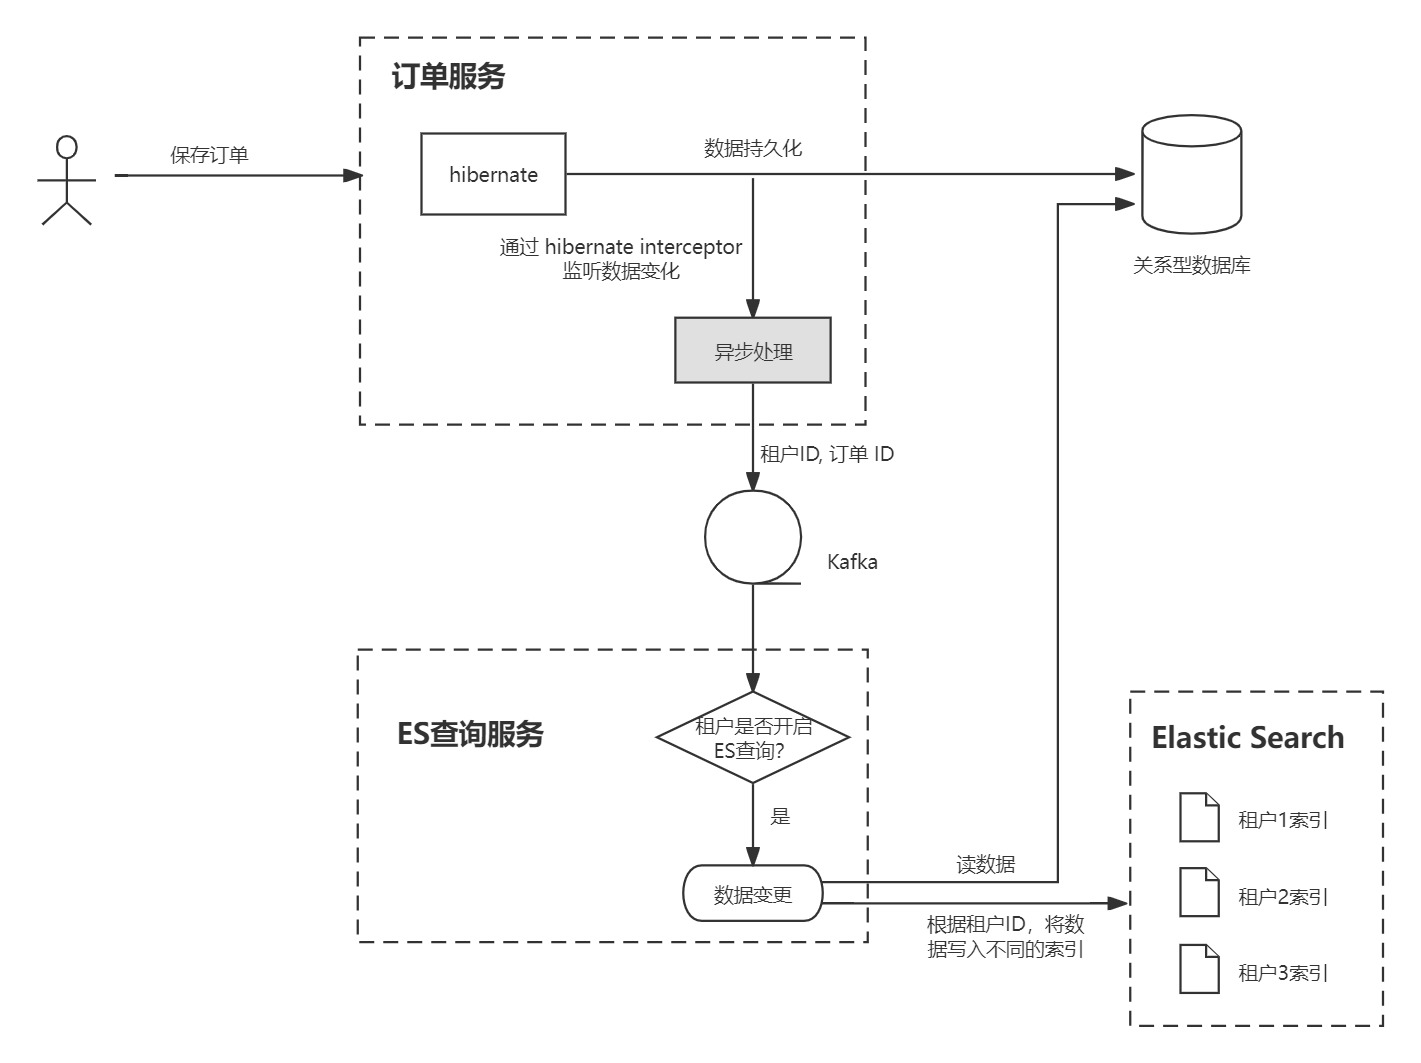 订单服务
保存订单
hibernate
数据持久化
通过 hibernate interceptor
监听数据变化
关系型数据库
异步处理
租户ID, 订单 ID
Kafka
ES查询服务
租户是否开启
ES查询?
是
数据变更
读数据
根据租户ID，将数
据写入不同的索引
Elastic Search
租户1索引
租户2索引
租户3索引